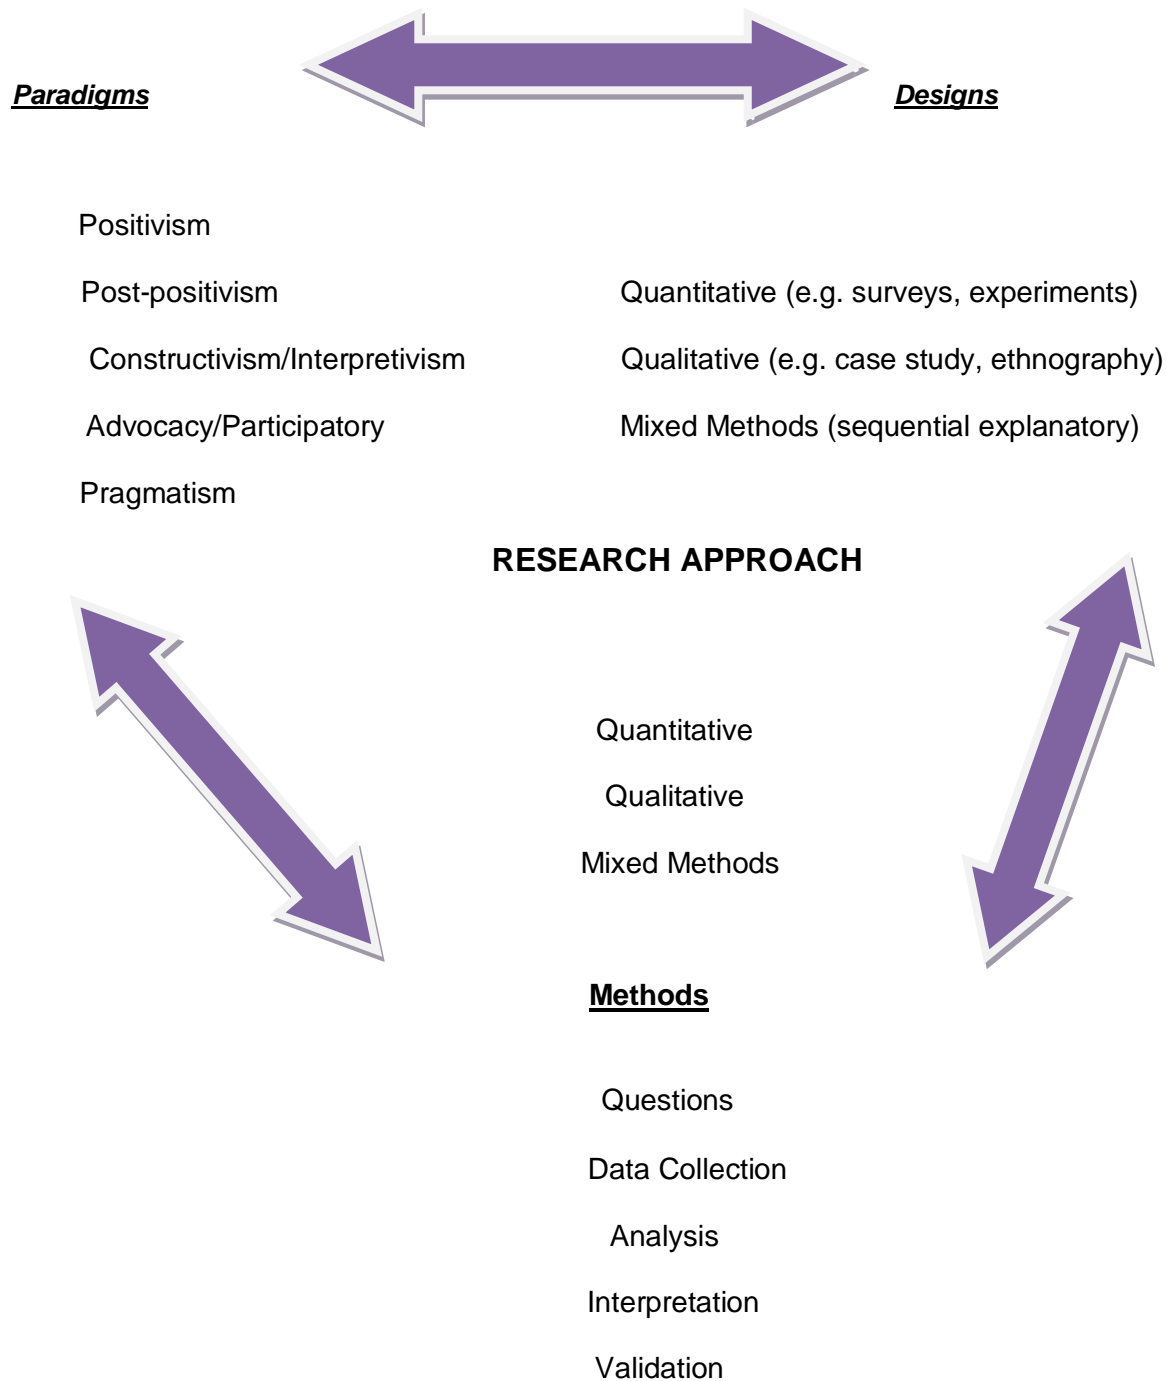 Paradigms
Designs
Positivism
Post-positivism
Quantitative (e.g. surveys, experiments)
Constructivism/Interpretivism
Qualitative (e.g. case study, ethnography)
Advocacy/Participatory
Mixed Methods (sequential explanatory)
Pragmatism
RESEARCH APPROACH
Quantitative
Qualitative
Mixed Methods
Methods
Questions
Data Collection
Analysis
Interpretation
Validation